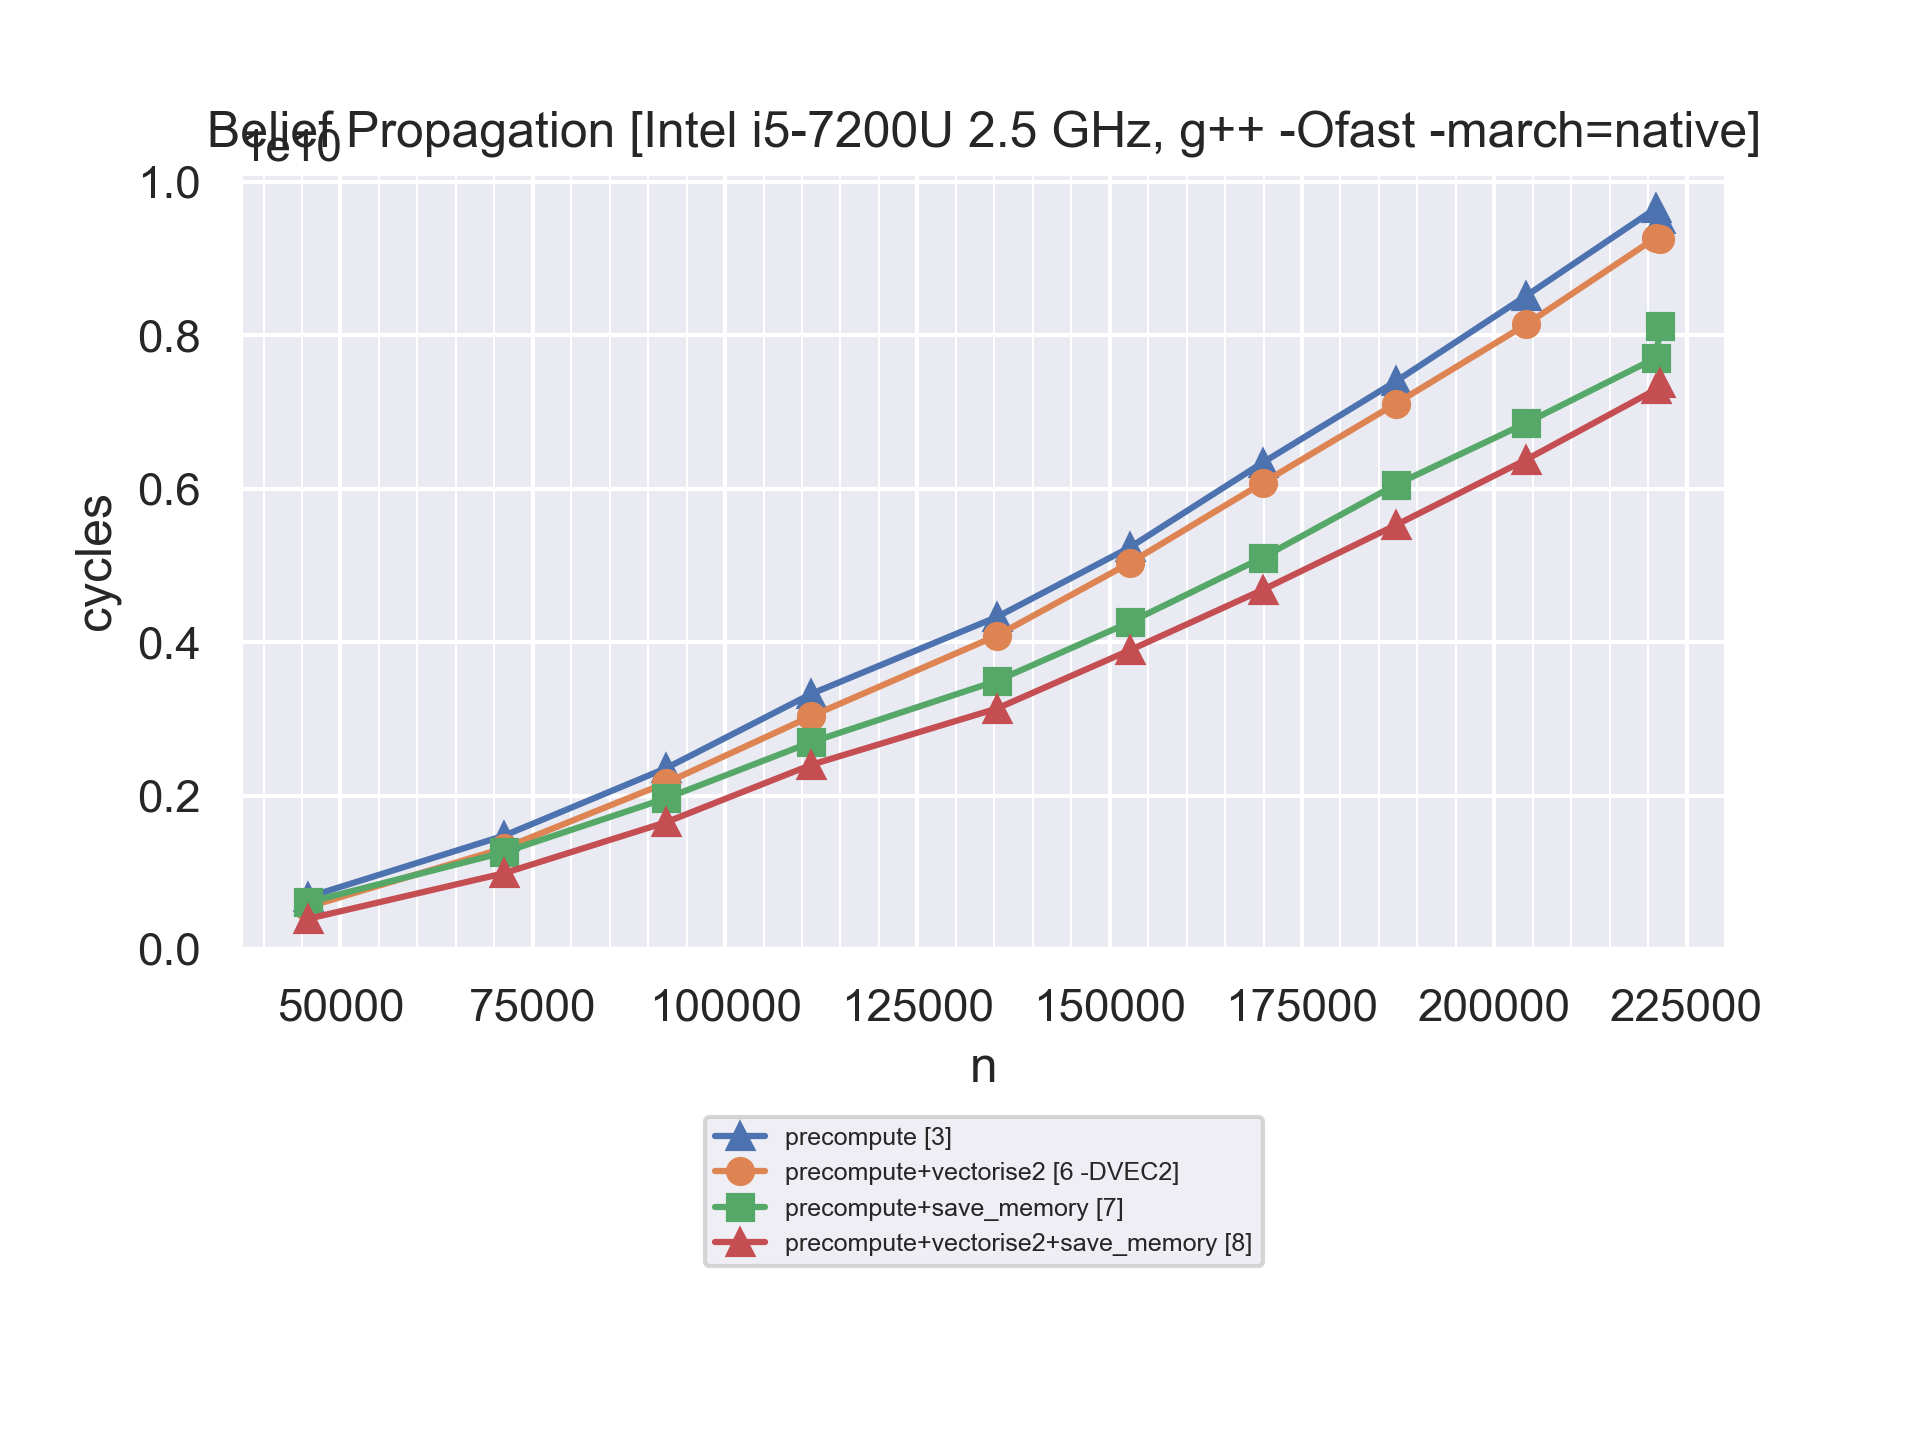 Belief Propagation [Intel i5-7200U 2.5 GHz, g++ -Ofast -march=native]
1e10
1.0
0.8
0.6
0.4
0.2
0.0
cycles
50000 75000 100000 125000 150000 175000 200000 225000
n
precompute [3]
precompute+vectorise2 [6 -DVEC2]
precompute+save_memory [7]
precompute+vectorise2+save_memory [8]